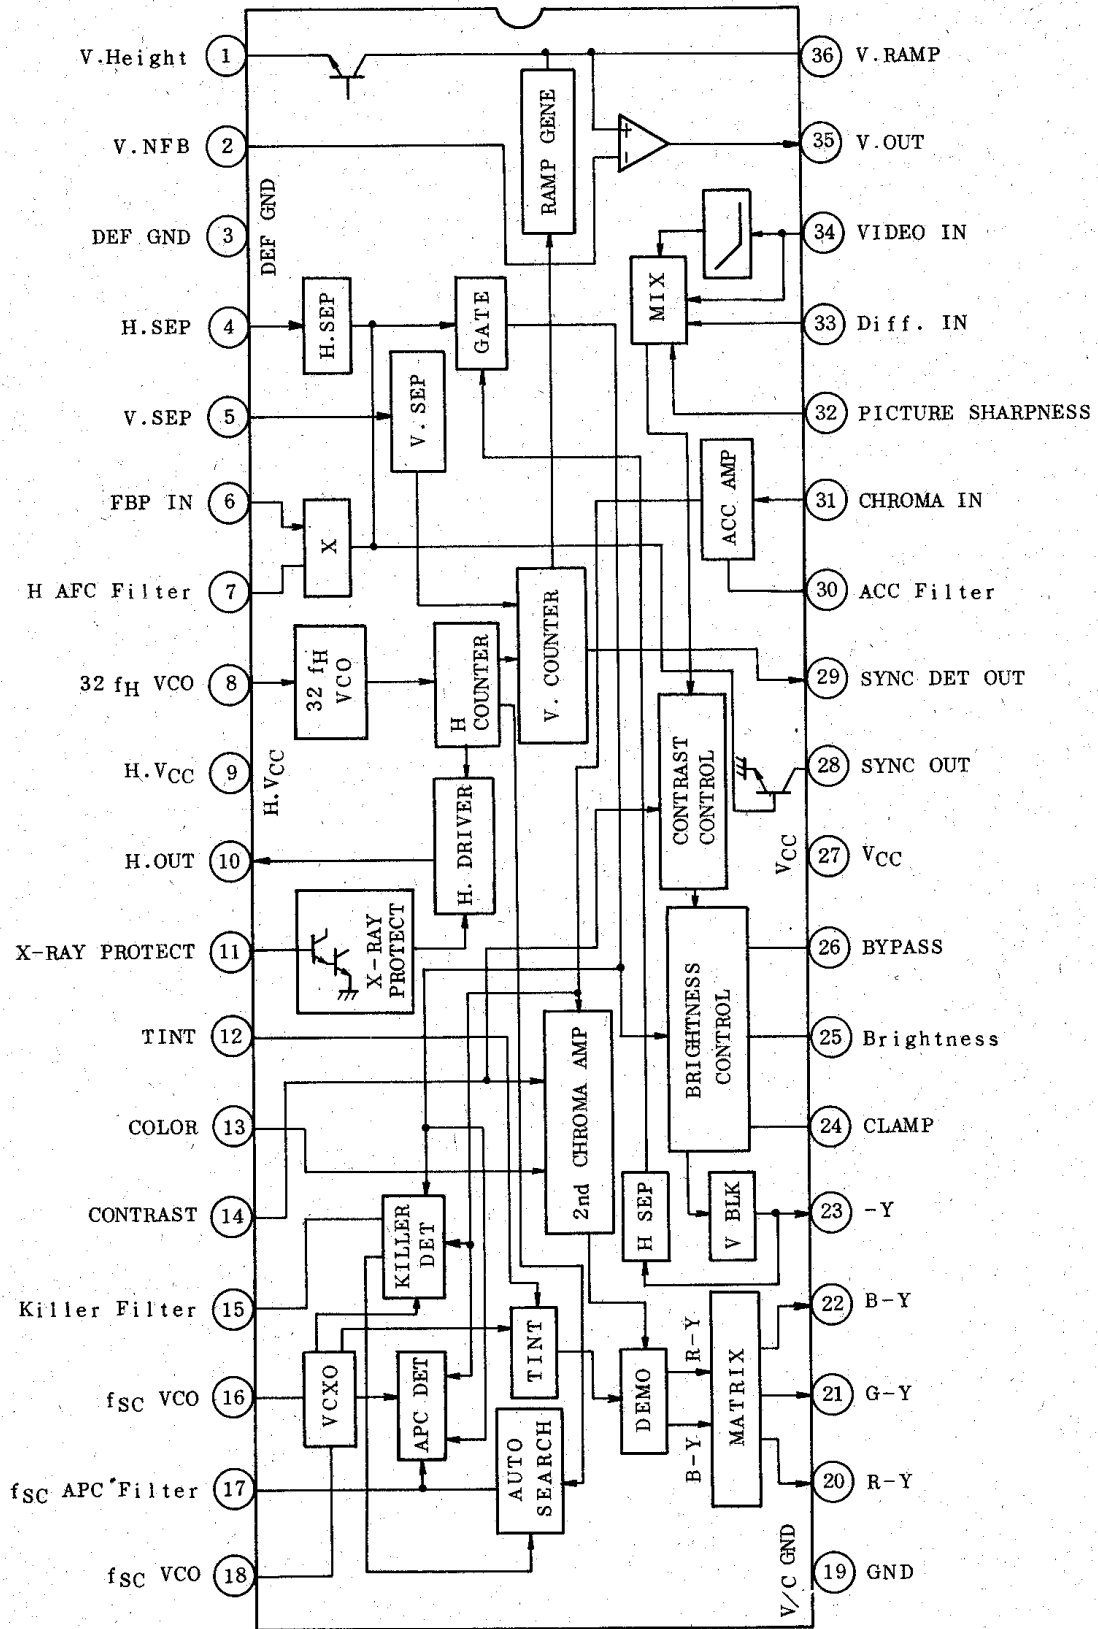 V.Height 1
V.NFB 2
DEF GND 3
H.SEP 4
V.SEP 5
FBP IN 6
H AFC Filter 7
32 fH VCO 8
H.VCC 9
H.OUT 10
X-RAY PROTECT 11
TINT 12
COLOR 13
CONTRAST 14
Killer Filter 15
fSC VCO 16
fSC APC Filter 17
fSC VCO 18
36 V.RAMP
35 V.OUT
34 VIDEO IN
33 Diff. IN
32 PICTURE SHARPNESS
31 CHROMA IN
30 ACC Filter
29 SYNC DET OUT
28 SYNC OUT
27 VCC
26 BYPASS
25 Brightness
24 CLAMP
23 -Y
22 B-Y
21 G-Y
20 R-Y
19 GND
RAMP GENE
+
-
DEF GND
H.SEP
GATE
MIX
V. SEP
ACC AMP
X
32 fH
VCO
H
COUNTER
V. COUNTER
H.VCC
H. DRIVER
CONTRAST
CONTROL
VCC
X-RAY
PROTECT
BRIGHTNESS
CONTROL
2nd CHROMA AMP
KILLER
DET
H SEP
V BLK
VCXO
APC DET
TINT
AUTO
SEARCH
DEMO
R-Y
B-Y
MATRIX
V/C GND